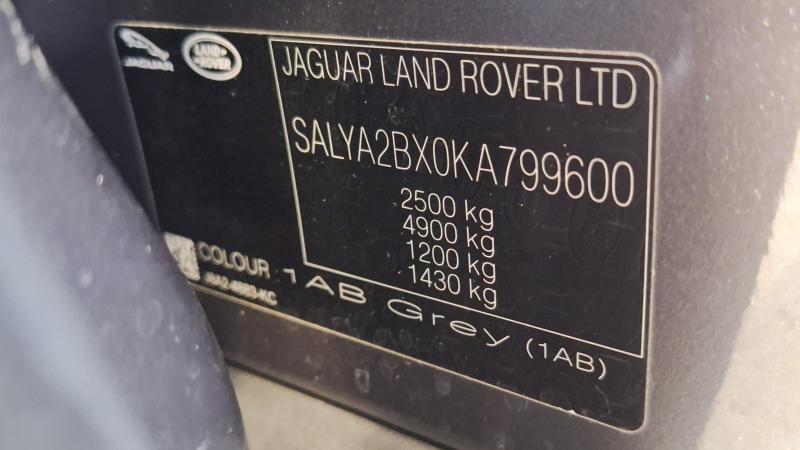 JAGUAR
LAND
ROVER
JAGUAR LAND ROVER LTD
SALYA2BX0KA799600
2500 kg
4900 kg
1200 kg
1430 kg
COLOUR 1AB Grey (1AB)